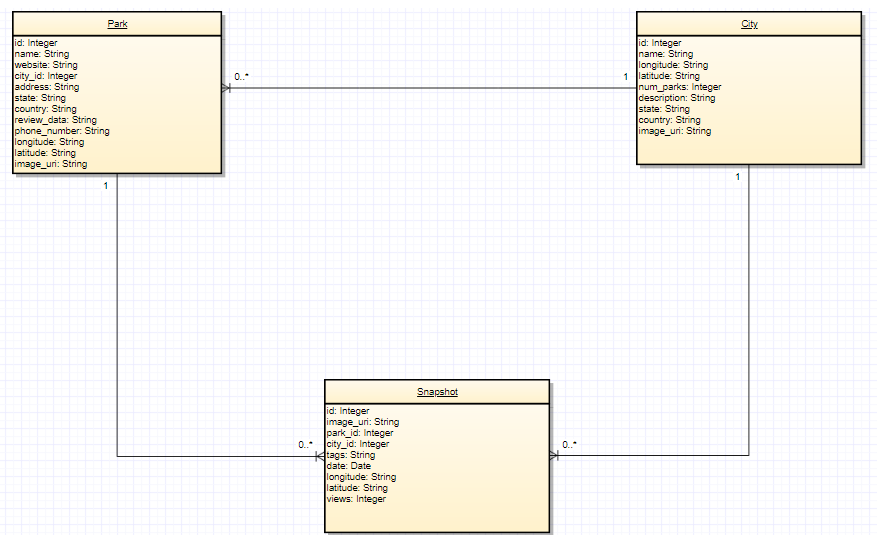 Park
id: Integer
name: String
website: String
city_id: Integer
address: String
state: String
country: String
review_data: String
phone_number: String
longitude: String
latitude: String
image_uri: String
0..*
1
City
id: Integer
name: String
longitude: String
latitude: String
num_parks: Integer
description: String
state: String
country: String
image_uri: String
1
1
Snapshot
id: Integer
image_uri: String
park_id: Integer
city_id: Integer
tags: String
date: Date
longitude: String
latitude: String
views: Integer
0..*
0..*